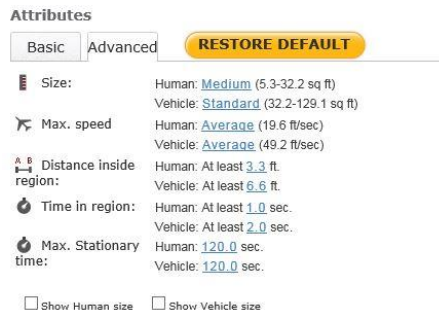 Attributes
Basic Advanced RESTORE DEFAULT
Size: Human: Medium (5.3-32.2 sq ft)
Vehicle: Standard (32.2-129.1 sq ft)
Max. speed Human: Average (19.6 ft/sec)
Vehicle: Average (49.2 ft/sec)
A B Distance inside region: Human: At least 3.3 ft.
Vehicle: At least 6.6 ft.
Time in region: Human: At least 1.0 sec.
Vehicle: At least 2.0 sec.
Max. Stationary time: Human: 120.0 sec.
Vehicle: 120.0 sec.
Show Human size Show Vehicle size